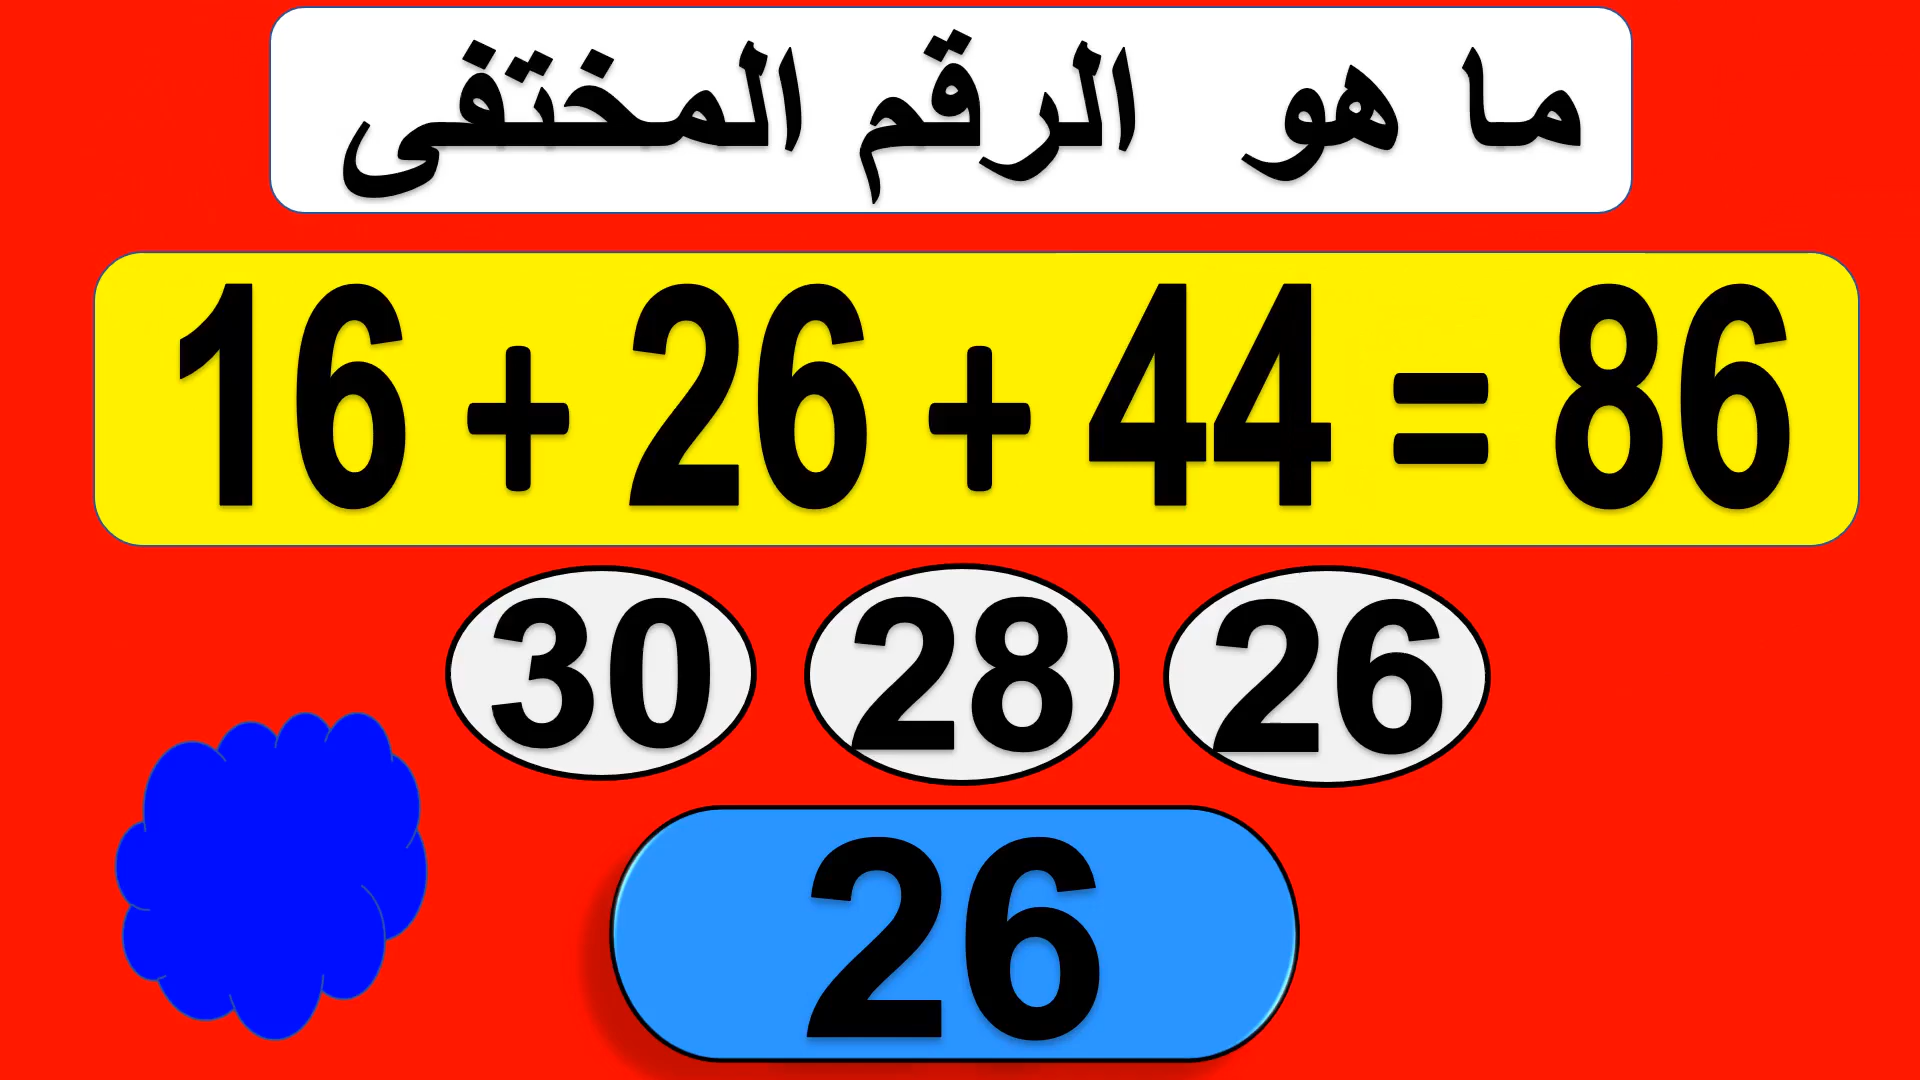 ما هو الرقم المختفى
16 + 26 + 44 = 86
30 28 26
26